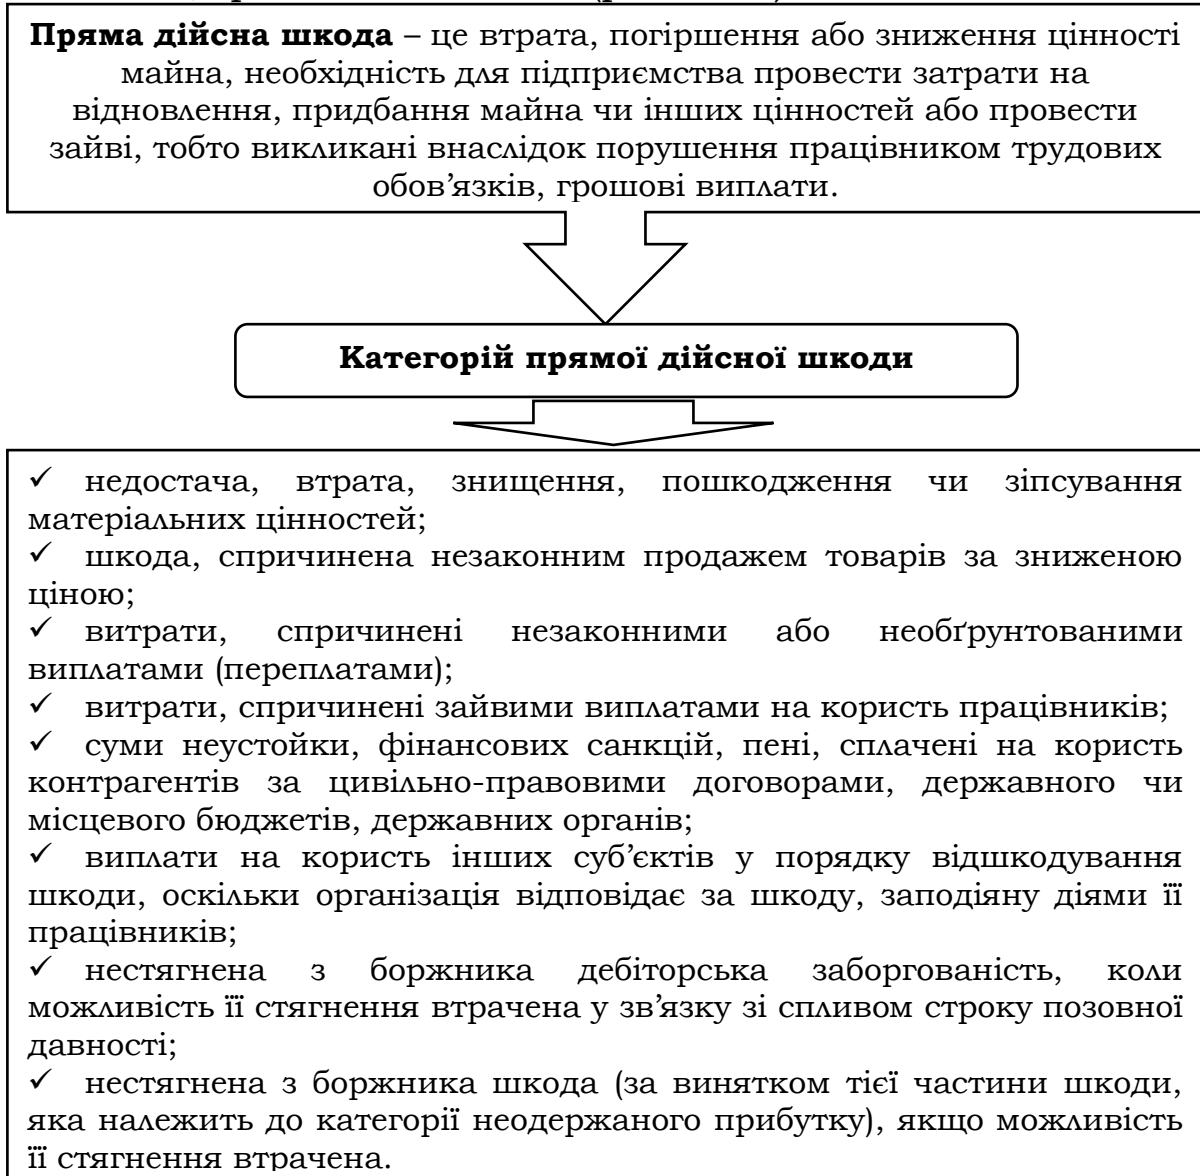 Пряма дійсна шкода – це втрата, погіршення або зниження цінності
майна, необхідність для підприємства провести затрати на
відновлення, придбання майна чи інших цінностей або провести
зайві, тобто викликані внаслідок порушення працівником трудових
обов’язків, грошові виплати.
Категорій прямої дійсної шкоди
✓ недостача, втрата, знищення, пошкодження чи зіпсування
матеріальних цінностей;
✓ шкода, спричинена незаконним продажем товарів за зниженою
ціною;
✓ витрати, спричинені незаконними або необґрунтованими
виплатами (переплатами);
✓ витрати, спричинені зайвими виплатами на користь працівників;
✓ суми неустойки, фінансових санкцій, пені, сплачені на користь
контрагентів за цивільно-правовими договорами, державного чи
місцевого бюджетів, державних органів;
✓ виплати на користь інших суб’єктів у порядку відшкодування
шкоди, оскільки організація відповідає за шкоду, заподіяну діями її
працівників;
✓ нестягнена з боржника дебіторська заборгованість, коли
можливість її стягнення втрачена у зв’язку зі спливом строку позовної
давності;
✓ нестягнена з боржника шкода (за винятком тієї частини шкоди,
яка належить до категорії неодержаного прибутку), якщо можливість
її стягнення втрачена.